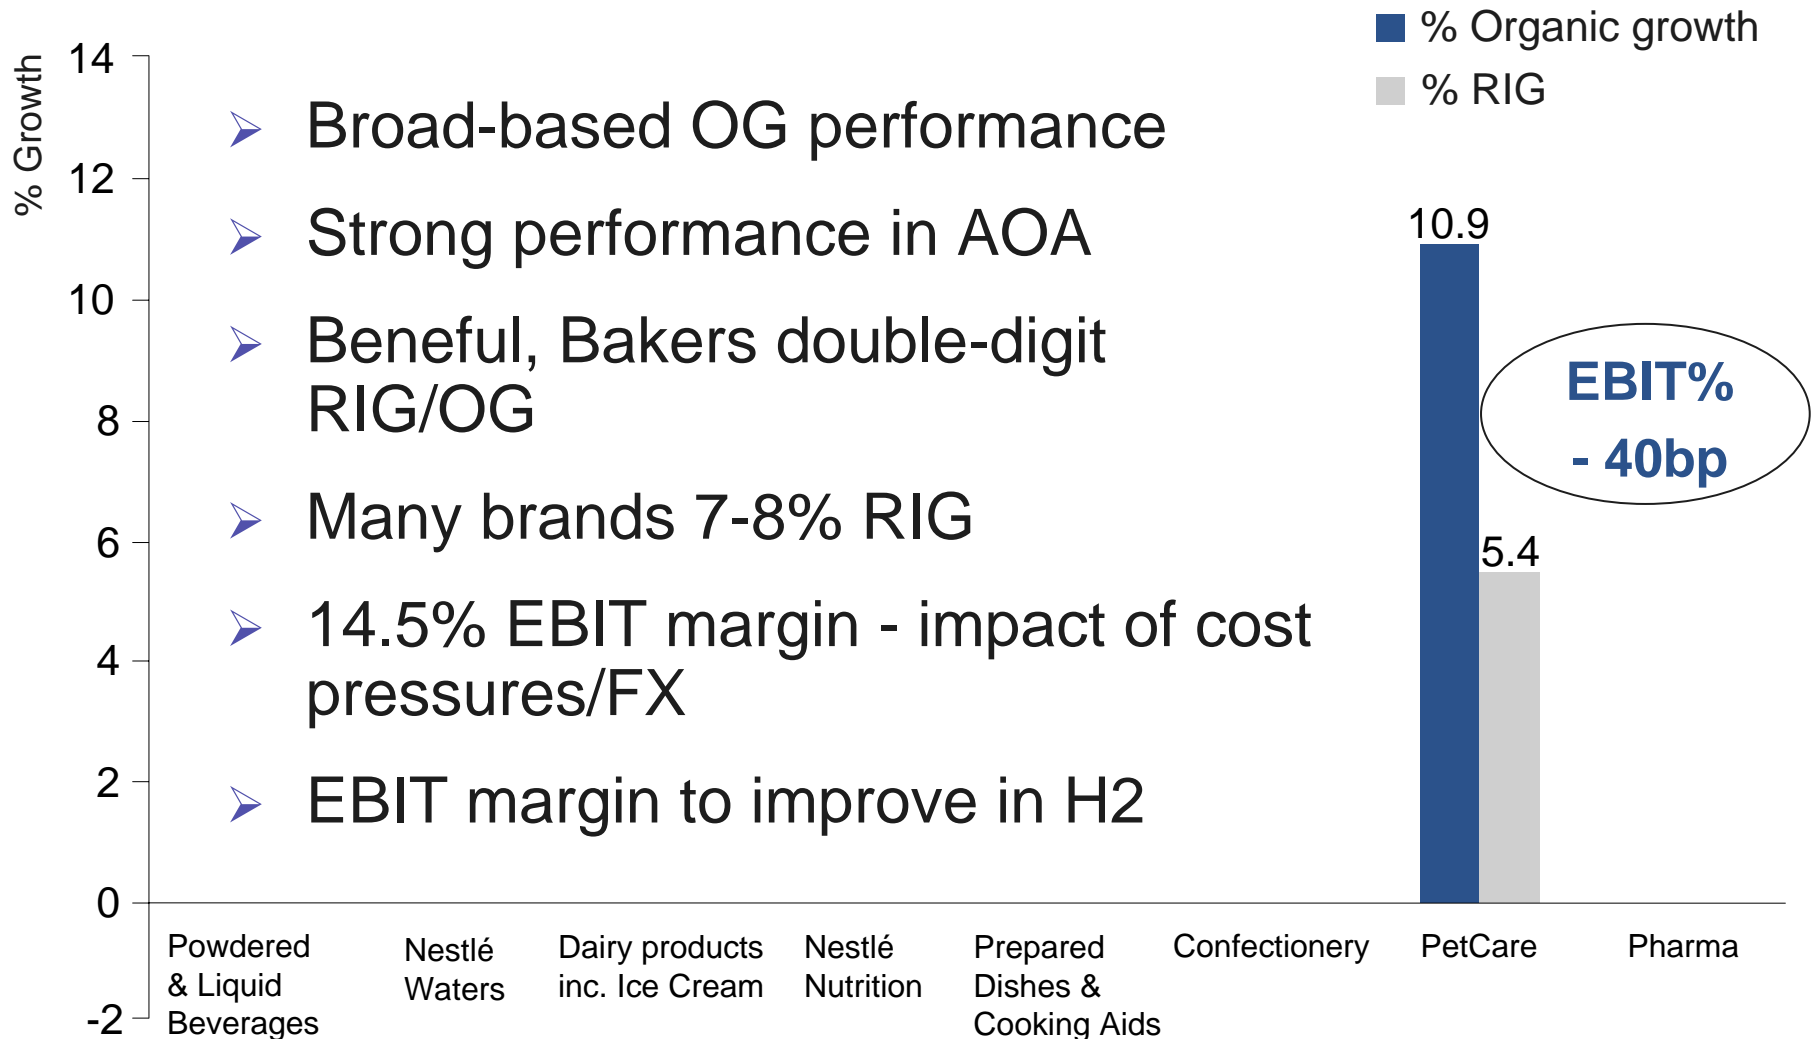 % Organic growth
% RIG
% Growth
14
12
10
8
6
4
2
0
-2
➢ Broad-based OG performance
➢ Strong performance in AOA
➢ Beneful, Bakers double-digit
RIG/OG
➢ Many brands 7-8% RIG
➢ 14.5% EBIT margin - impact of cost
pressures/FX
➢ EBIT margin to improve in H2
10.9
5.4
EBIT%
- 40bp
Powdered
& Liquid
Beverages
Nestlé
Waters
Dairy products
inc. Ice Cream
Nestlé
Nutrition
Prepared
Dishes &
Cooking Aids
Confectionery
PetCare
Pharma